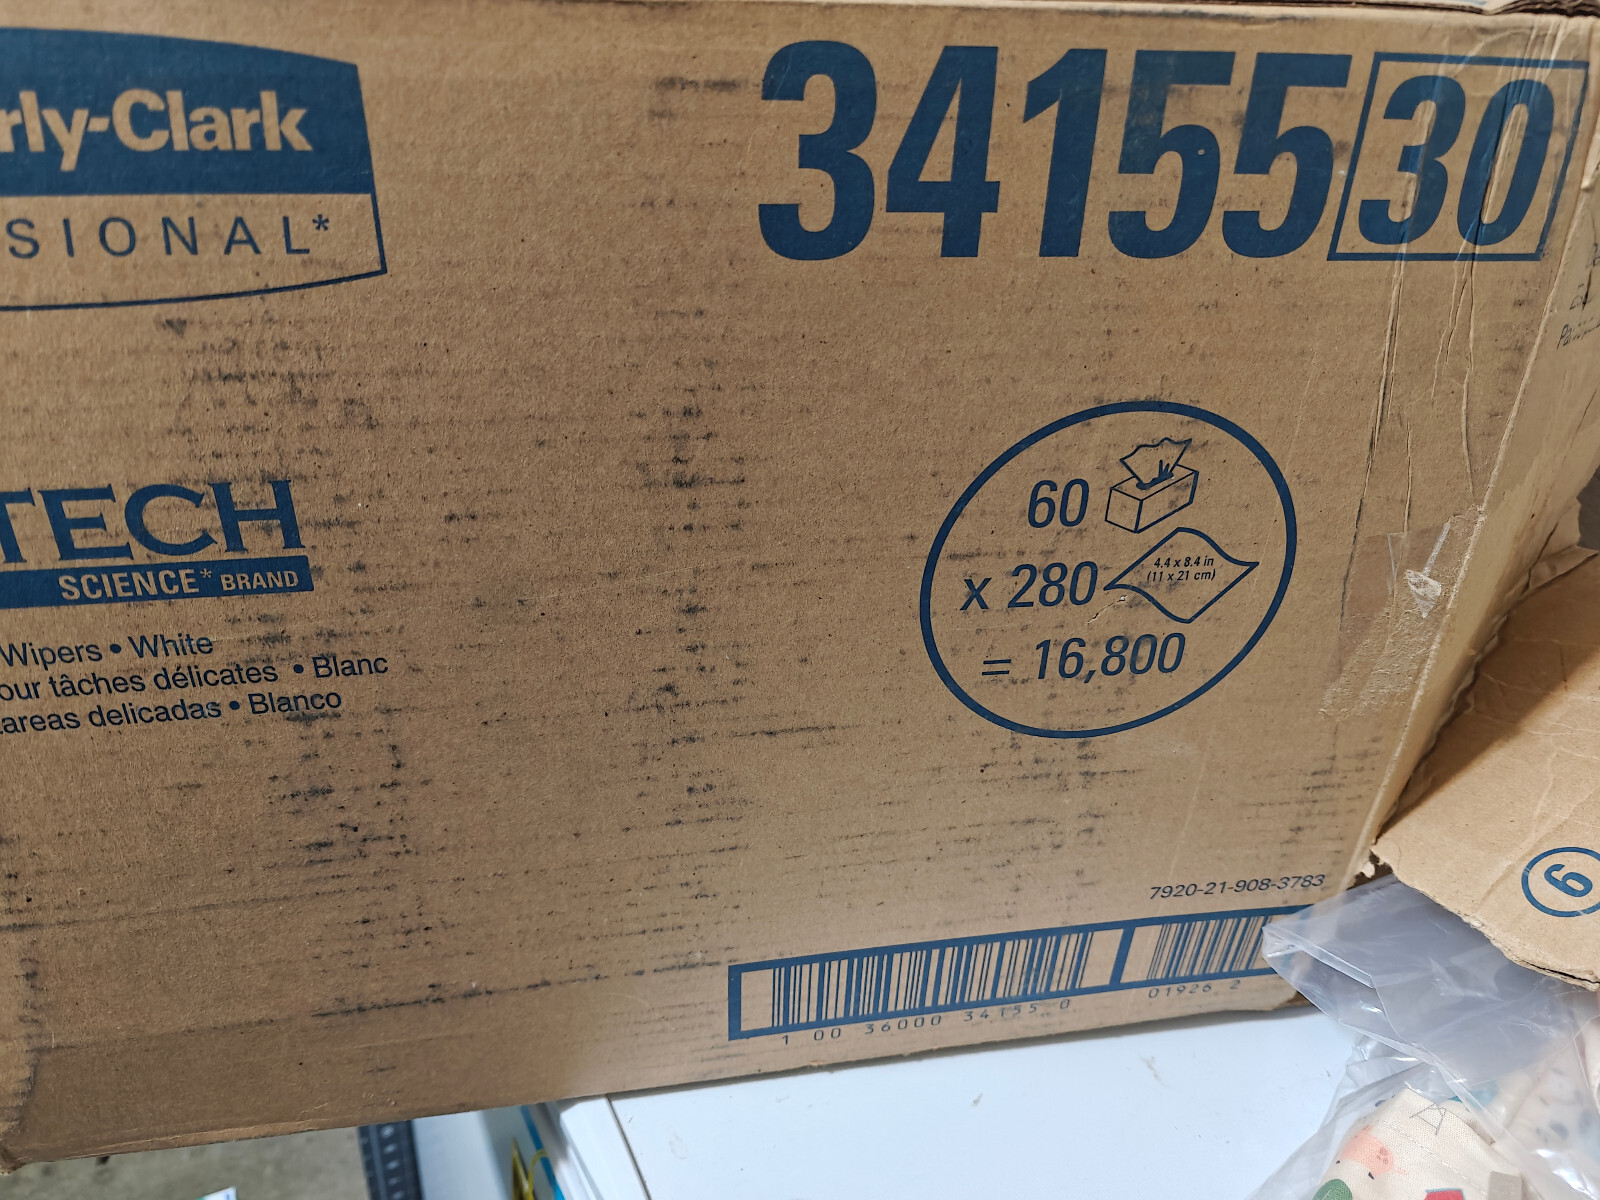 rly-Clark
SIONAL*
34155 30
TECH
SCIENCE* BRAND
Wipers • White
our tâches délicates • Blanc
areas delicadas • Blanco
60
x 280
4.4 x 8.4 in
(11 x 21 cm)
= 16,800
7920-21-908-3783
1 00 36000 34155 0
01926 2
6